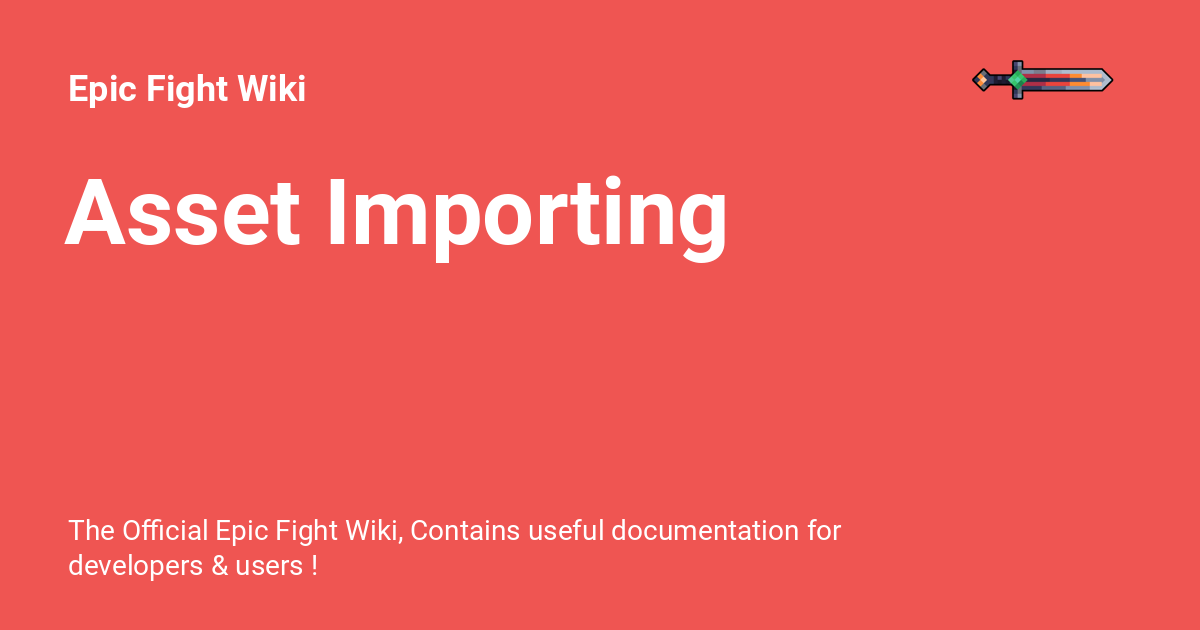 Epic Fight Wiki
Asset Importing
The Official Epic Fight Wiki, Contains useful documentation for
developers & users !